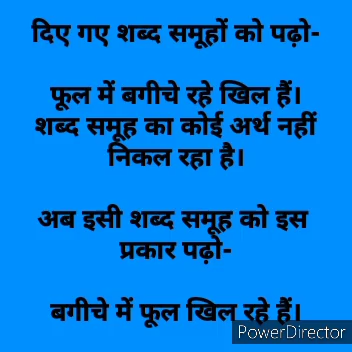 दिए गए शब्द समूहों को पढ़ो-
फूल में बगीचे रहे खिल हैं।
शब्द समूह का कोई अर्थ नहीं
निकल रहा है।
अब इसी शब्द समूह को इस
प्रकार पढ़ो-
बगीचे में फूल खिल रहे हैं।
PowerDirector